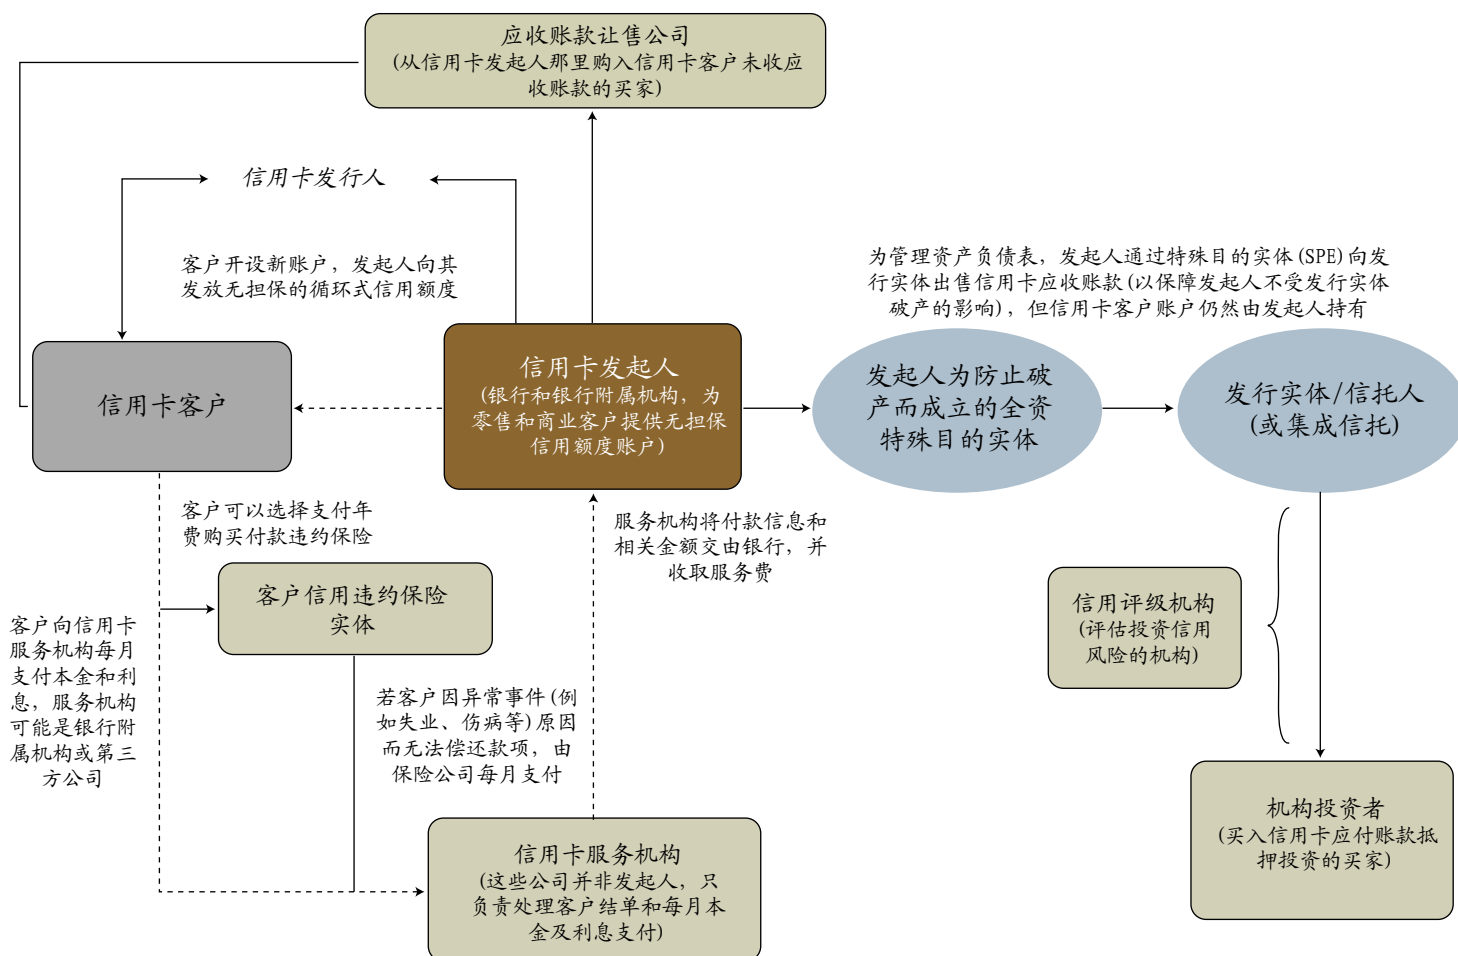 应收账款让售公司
(从信用卡发起人那里购入信用卡客户未收应
收账款的买家)
信用卡发行人
客户开设新账户，发起人向其
发放无担保的循环式信用额度
为管理资产负债表，发起人通过特殊目的实体(SPE)向发
行实体出售信用卡应收账款(以保障发起人不受发行实体
破产的影响)，但信用卡客户账户仍然由发起人持有
信用卡客户
信用卡发起人
(银行和银行附属机构，为
零售和商业客户提供无担保
信用额度账户)
发起人为防止破
产而成立的全资
特殊目的实体
发行实体/信托人
(或集成信托)
客户可以选择支付年
费购买付款违约保险
服务机构将付款信息和
相关金额交由银行，并
收取服务费
客户信用违约保险
实体
信用评级机构
(评估投资信用
风险的机构)
客户向信用卡
服务机构每月
支付本金和利
息，服务机构
可能是银行附
属机构或第三
方公司
若客户因异常事件(例
如失业、伤病等)原因
而无法偿还款项，由
保险公司每月支付
机构投资者
(买入信用卡应付账款抵
押投资的买家)
信用卡服务机构
(这些公司并非发起人，只
负责处理客户结单和每月本
金及利息支付)